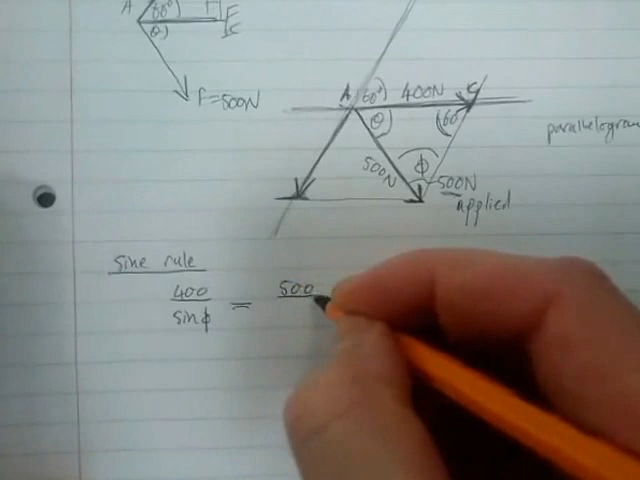 A 60° F
θ
F=500N
A 60° 400N C
θ 60
parallelogram
500N ϕ 500N
applied
sine rule
400 = 500
sinϕ